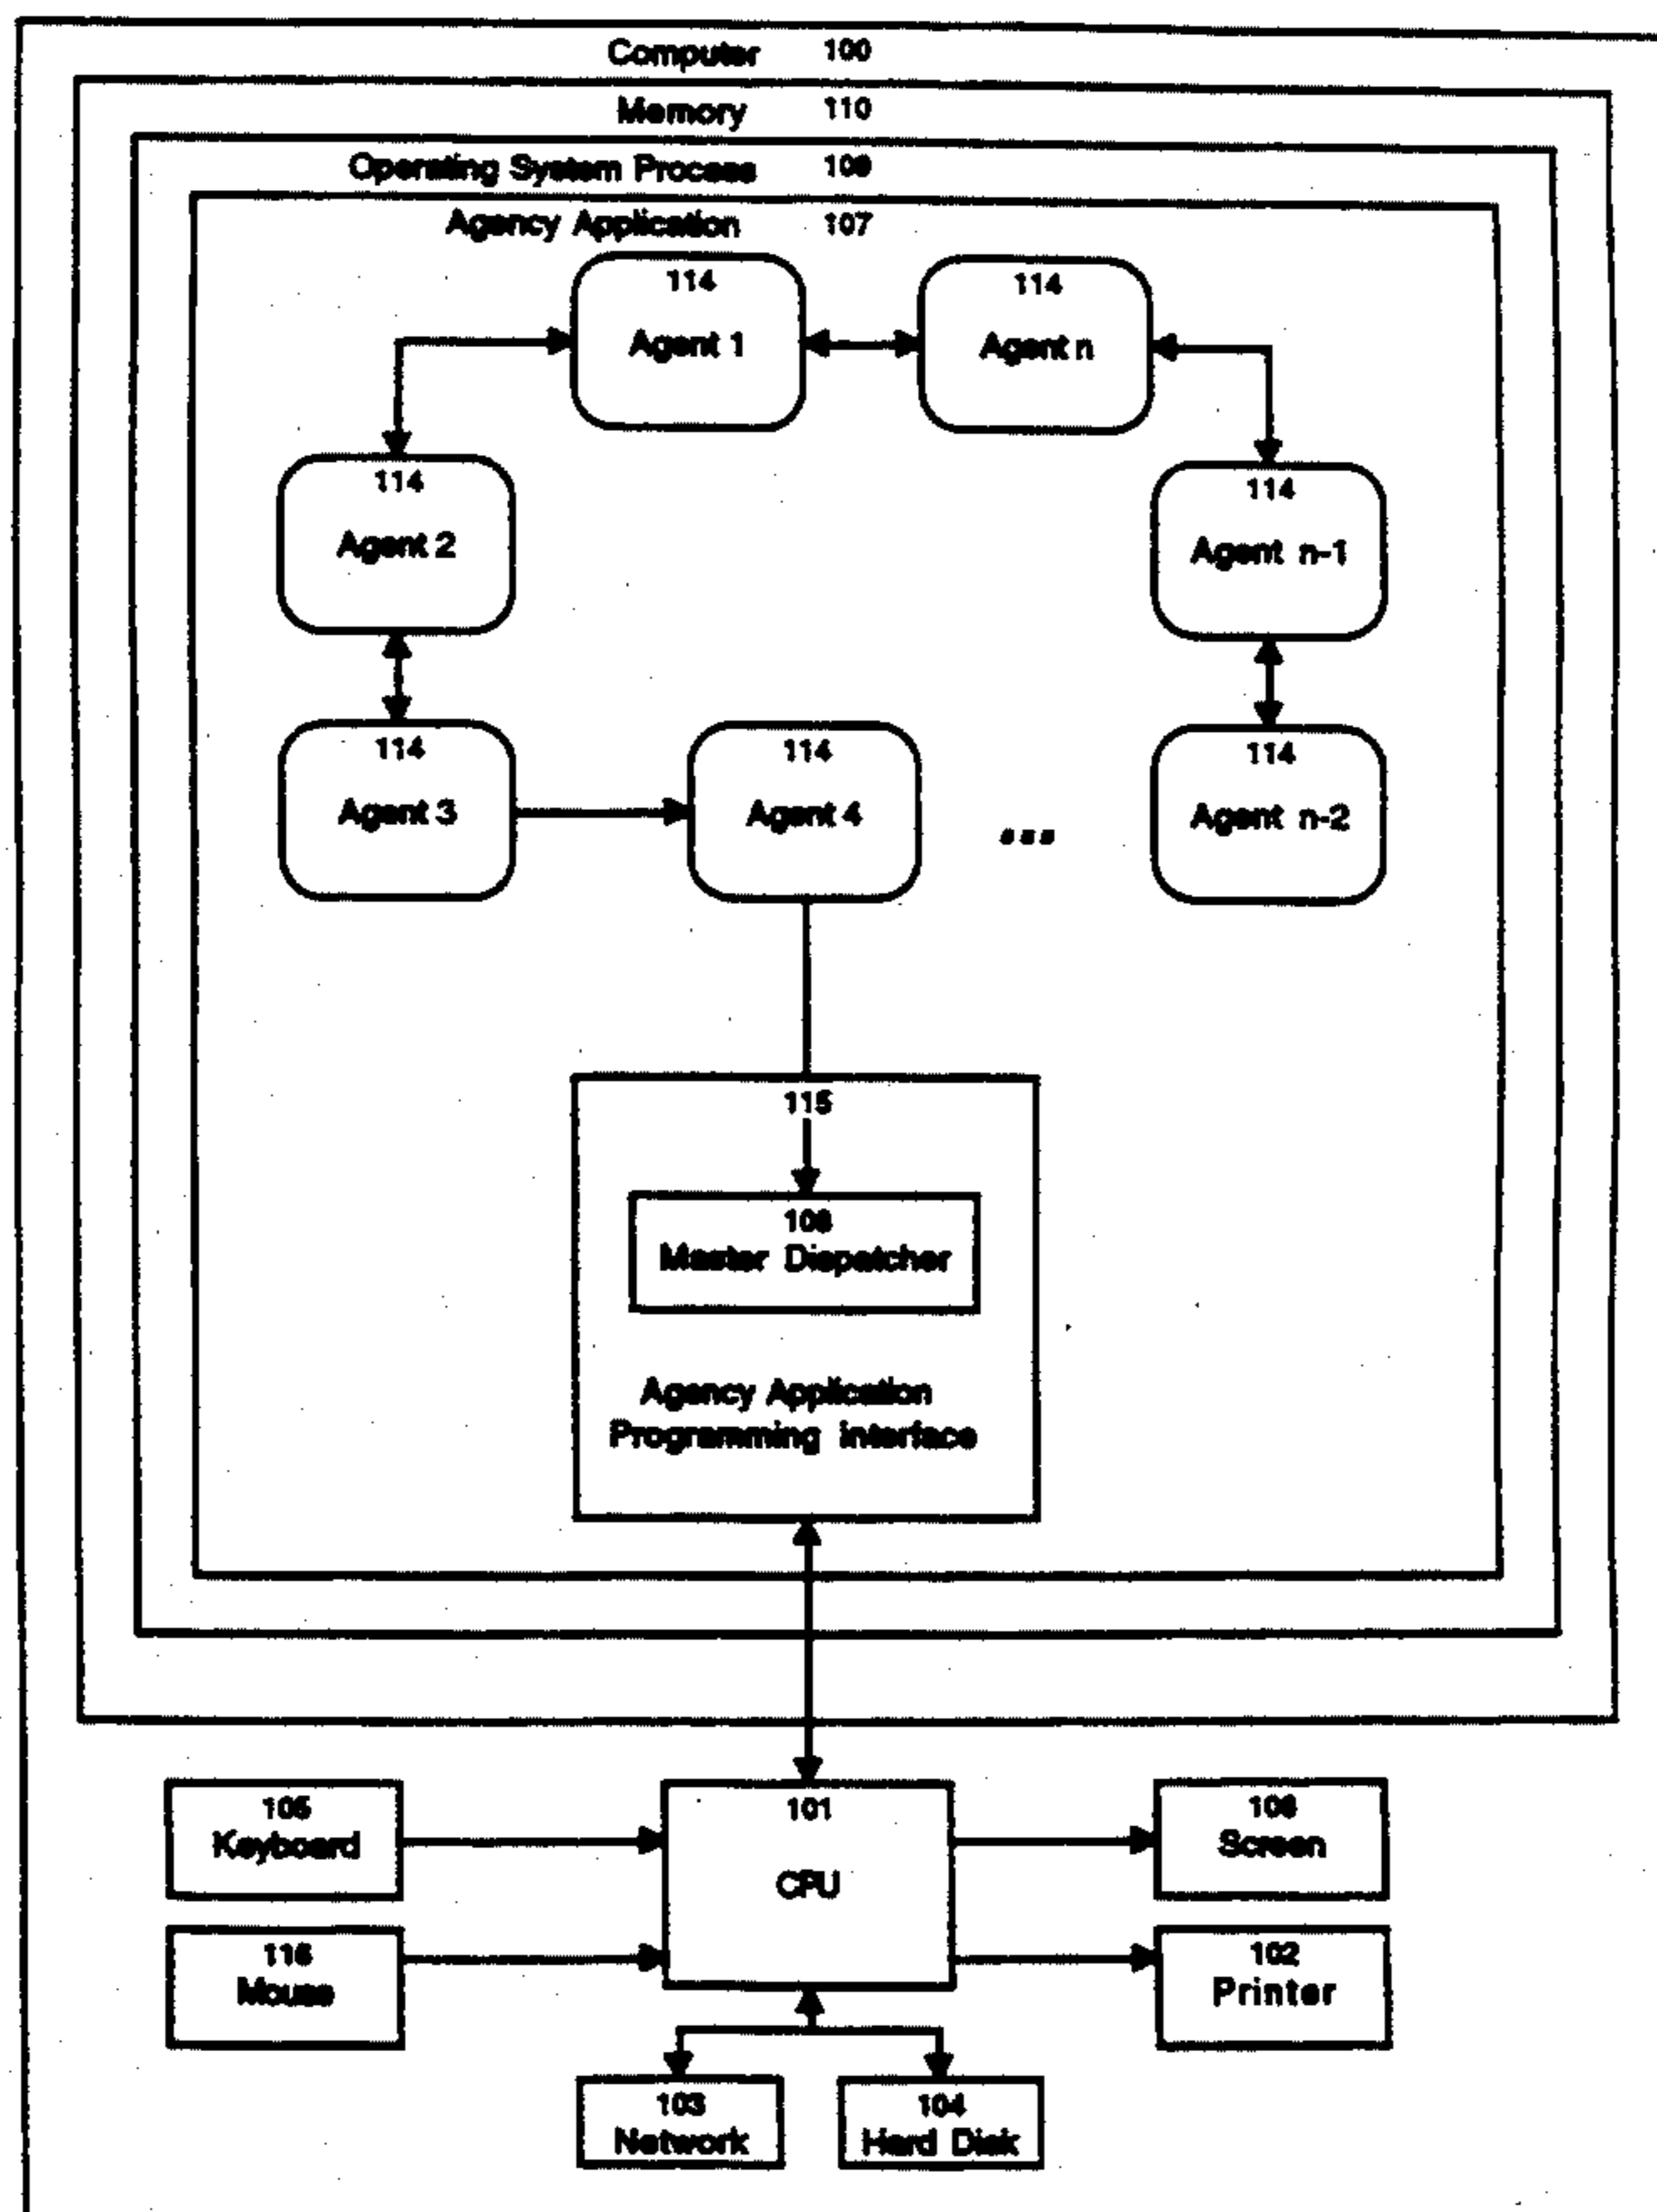 Computer 100
Memory 110
Operating System Process 109
Agency Application 107
114
Agent 1
114
Agent n
114
Agent 2
114
Agent n-1
114
Agent 3
114
Agent 4
...
114
Agent n-2
115
108
Master Dispatcher
Agency Application
Programming Interface
105
Keyboard
101
CPU
106
Screen
116
Mouse
102
Printer
103
Network
104
Hard Disk